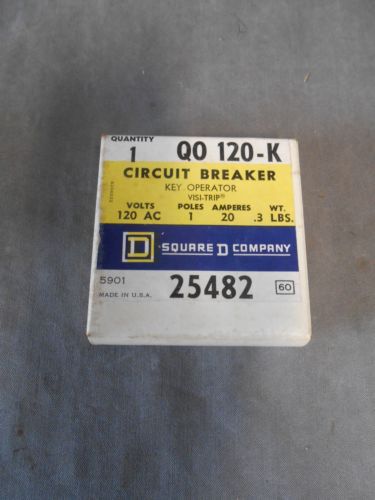 QUANTITY
1 QO 120-K
CIRCUIT BREAKER
KEY OPERATOR
VISI-TRIP®
VOLTS POLES AMPERES WT.
120 AC 1 20 .3 LBS.
D SQUARE D COMPANY
5901 25482 60
MADE IN U.S.A.